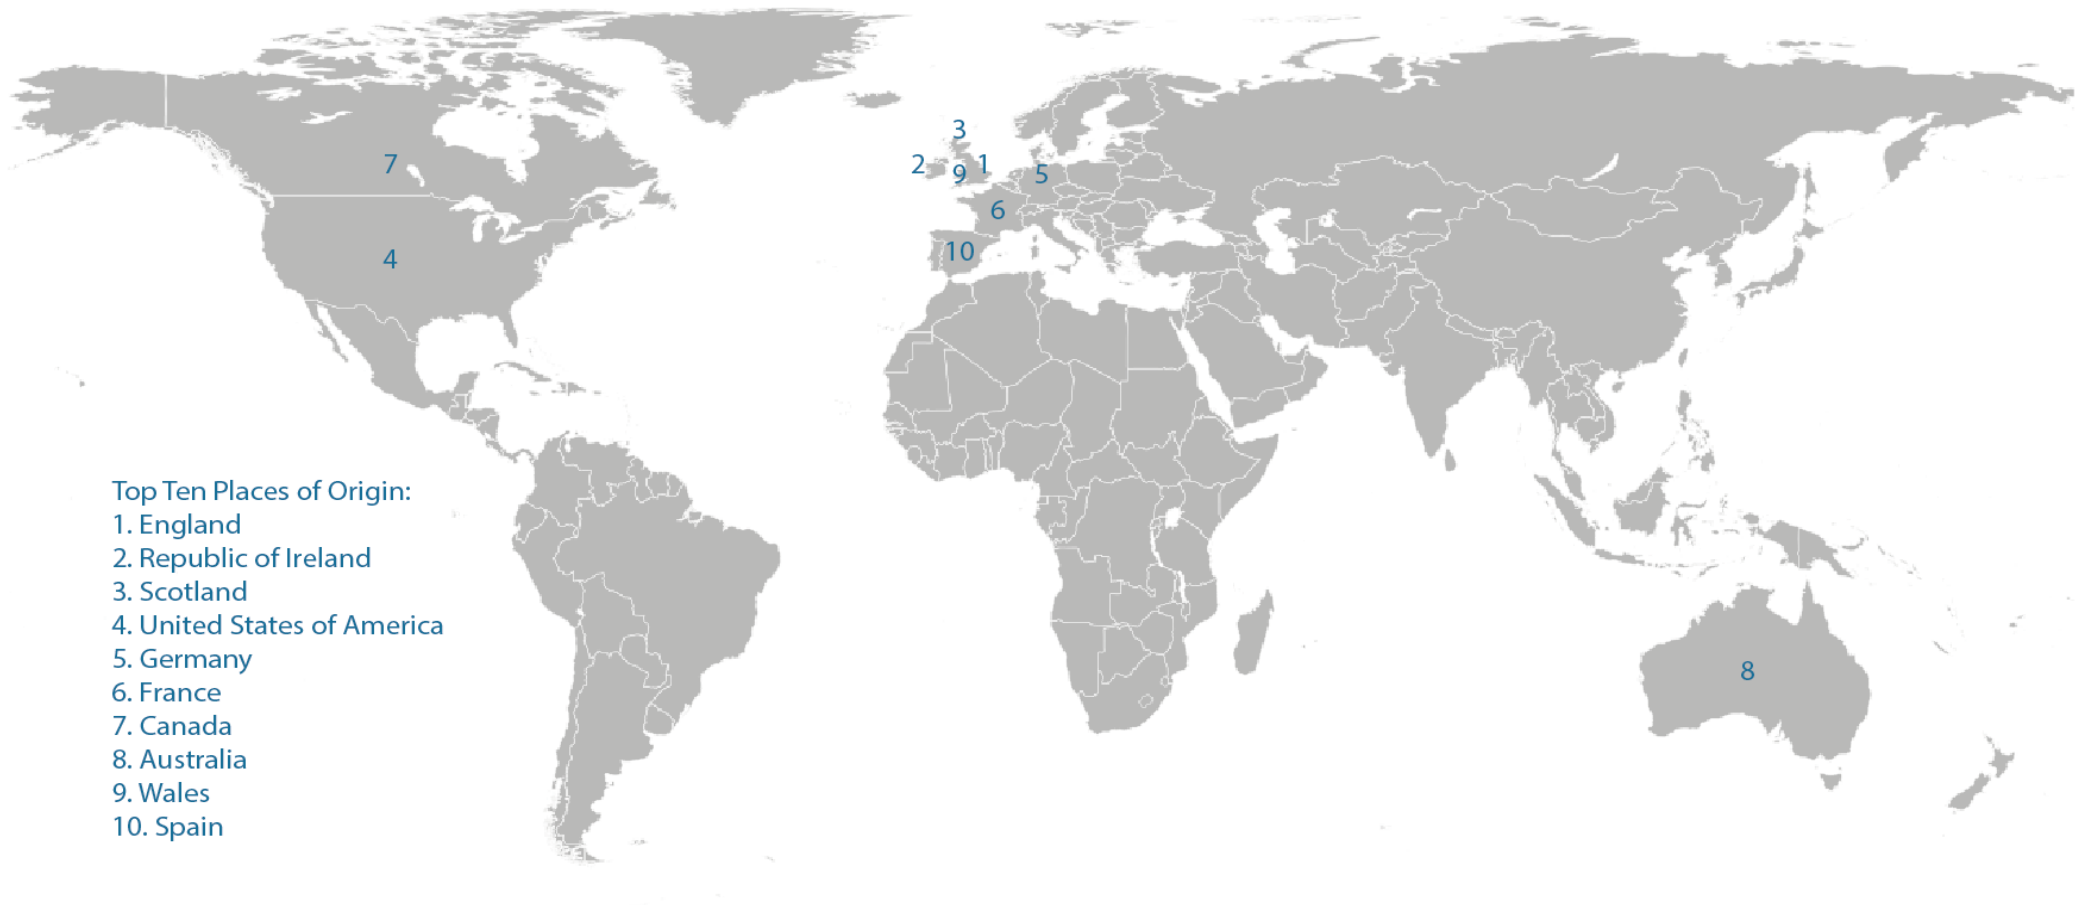 3
2
1
9
5
7
6
10
4
8
Top Ten Places of Origin:
1. England
2. Republic of Ireland
3. Scotland
4. United States of America
5. Germany
6. France
7. Canada
8. Australia
9. Wales
10. Spain